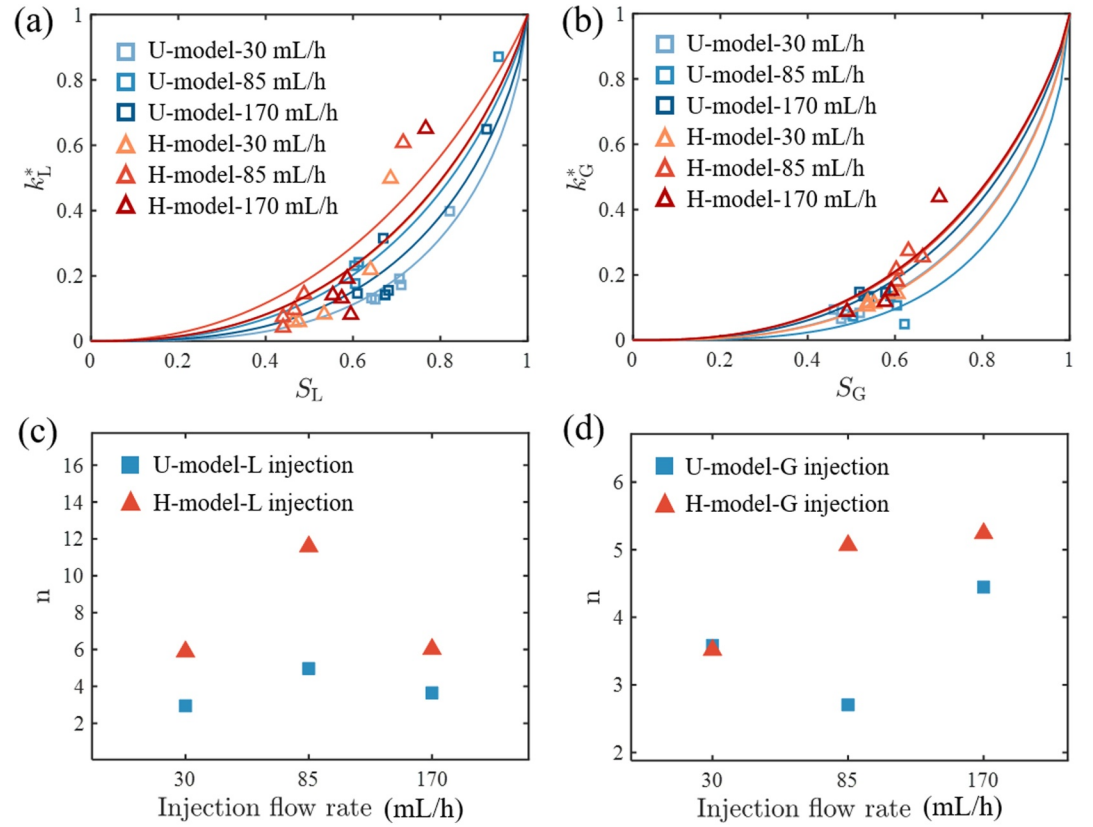 (a)
1
0.8
0.6
0.4
0.2
0
k*L
U-model-30 mL/h
U-model-85 mL/h
U-model-170 mL/h
H-model-30 mL/h
H-model-85 mL/h
H-model-170 mL/h
0 0.2 0.4 0.6 0.8 1
SL
(b)
1
0.8
0.6
0.4
0.2
0
k*G
U-model-30 mL/h
U-model-85 mL/h
U-model-170 mL/h
H-model-30 mL/h
H-model-85 mL/h
H-model-170 mL/h
0 0.2 0.4 0.6 0.8 1
SG
(c)
16
14
12
10
8
6
4
2
n
U-model-L injection
H-model-L injection
30 85 170
Injection flow rate (mL/h)
(d)
6
5
4
3
2
n
U-model-G injection
H-model-G injection
30 85 170
Injection flow rate (mL/h)